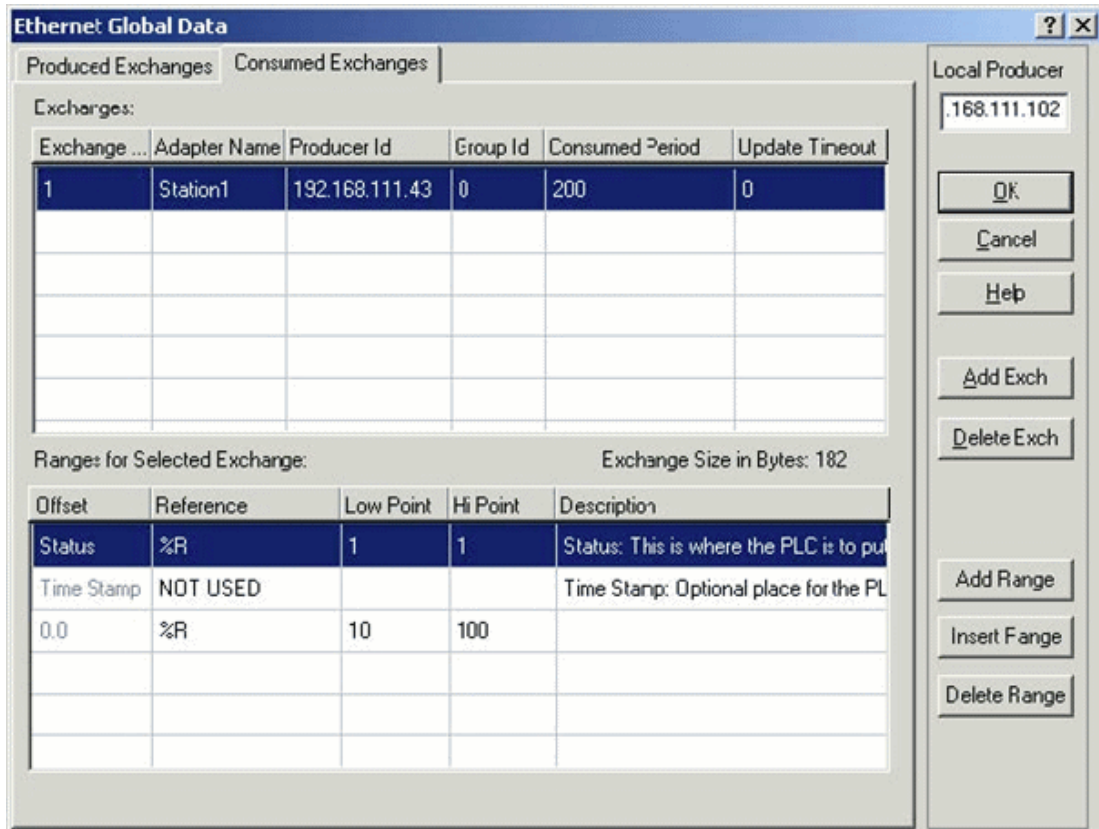 Ethernet Global Data
Produced Exchanges Consumed Exchanges
Local Producer
.168.111.102
Exchanges:
Exchange ... Adapter Name Producer Id Group Id Consumed Period Update Timeout
1 Station1 192.168.111.43 0 200 0
OK
Cancel
Help
Add Exch
Delete Exch
Ranges for Selected Exchange: Exchange Size in Bytes: 182
Offset Reference Low Point Hi Point Description
Status %R 1 1 Status: This is where the PLC is to put
Time Stamp NOT USED Time Stamp: Optional place for the PL
0.0 %R 10 100
Add Range
Insert Range
Delete Range